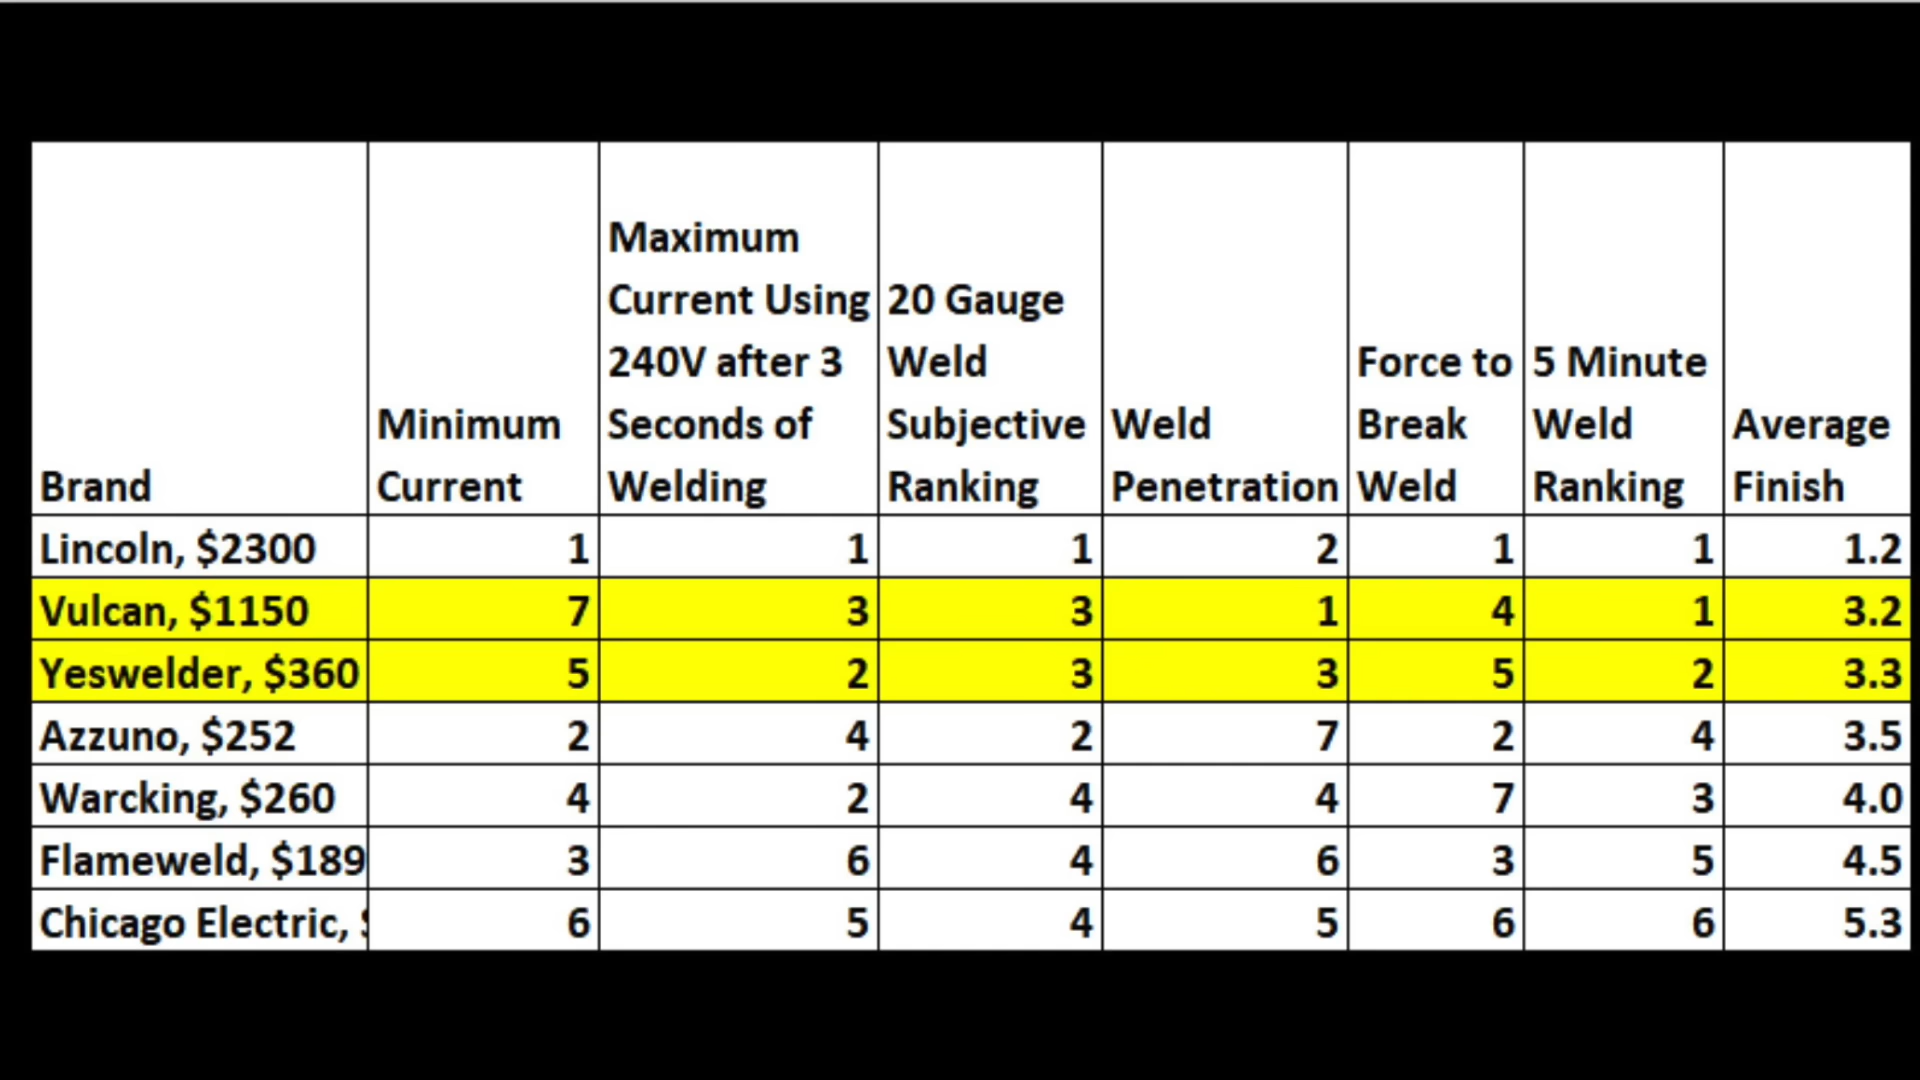 Brand Minimum Current Maximum Current Using 240V after 3 Seconds of Welding 20 Gauge Weld Subjective Ranking Weld Penetration Force to Break Weld 5 Minute Weld Ranking Average Finish
Lincoln, $2300 1 1 1 2 1 1 1.2
Vulcan, $1150 7 3 3 1 4 1 3.2
Yeswelder, $360 5 2 3 3 5 2 3.3
Azzuno, $252 2 4 2 7 2 4 3.5
Warcking, $260 4 2 4 4 7 3 4.0
Flameweld, $189 3 6 4 6 3 5 4.5
Chicago Electric, 6 5 4 5 6 6 5.3